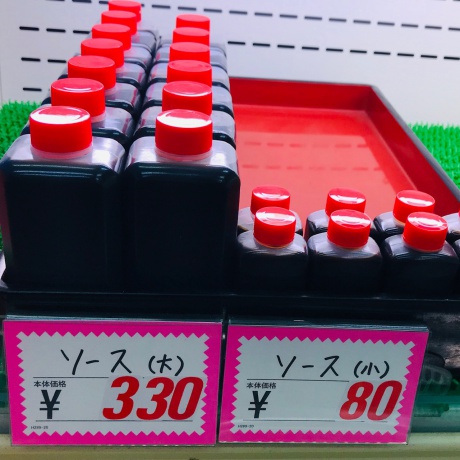 ソース(大)
本体価格
¥ 330
ソース(小)
本体価格
¥ 80